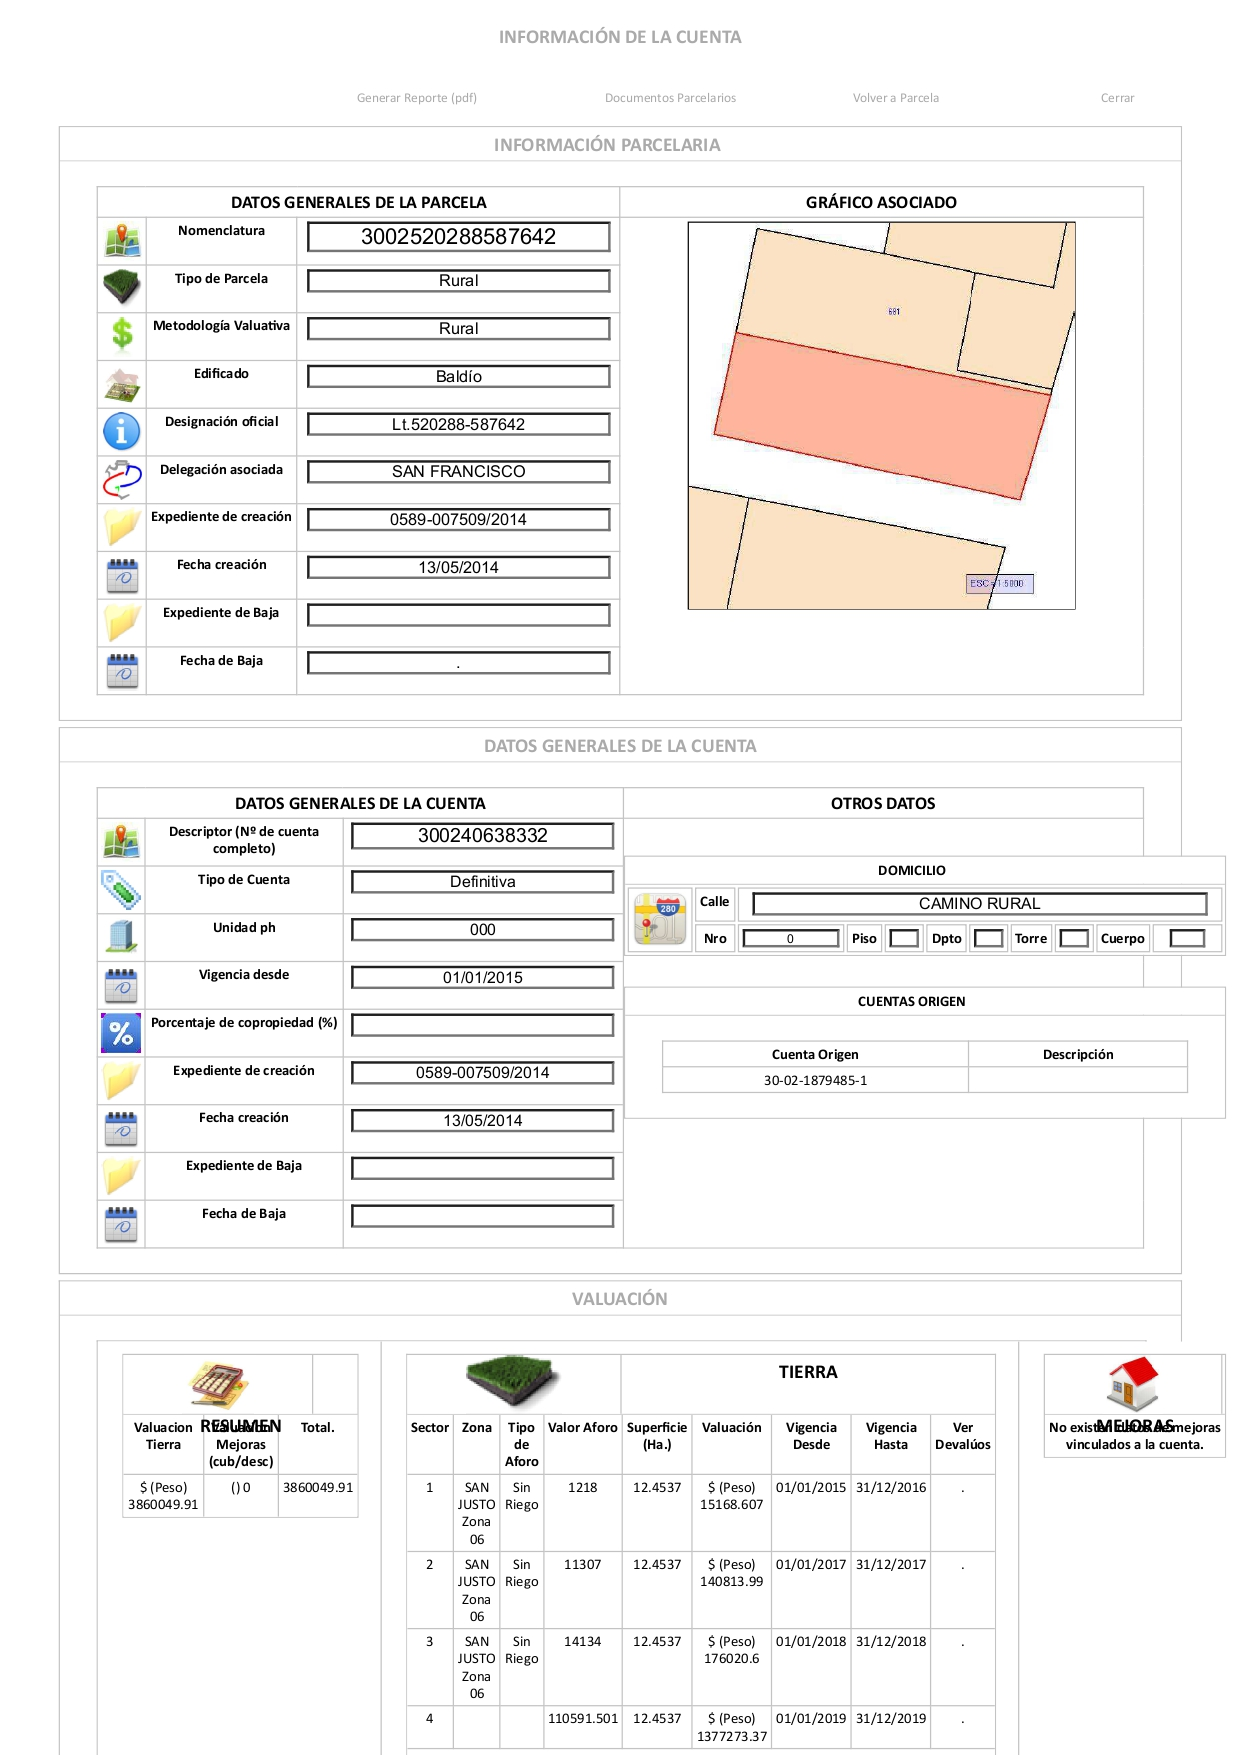 INFORMACIÓN DE LA CUENTA
Generar Reporte (pdf) Documentos Parcelarios Volver a Parcela Cerrar
INFORMACIÓN PARCELARIA
DATOS GENERALES DE LA PARCELA
Nomenclatura 3002520288587642
Tipo de Parcela Rural
Metodología Valuativa Rural
Edificado Baldío
Designación oficial Lt.520288-587642
Delegación asociada SAN FRANCISCO
Expediente de creación 0589-007509/2014
Fecha creación 13/05/2014
Expediente de Baja
Fecha de Baja .
GRÁFICO ASOCIADO
681
ESC = 1:5000
DATOS GENERALES DE LA CUENTA
DATOS GENERALES DE LA CUENTA
Descriptor (Nº de cuenta
completo) 300240638332
Tipo de Cuenta Definitiva
Unidad ph 000
Vigencia desde 01/01/2015
Porcentaje de copropiedad (%)
Expediente de creación 0589-007509/2014
Fecha creación 13/05/2014
Expediente de Baja
Fecha de Baja
OTROS DATOS
DOMICILIO
280
Calle CAMINO RURAL
Nro 0 Piso Dpto Torre Cuerpo
CUENTAS ORIGEN
Cuenta Origen Descripción
30-02-1879485-1
VALUACIÓN
RESUMEN
Valuacion
Tierra
Mejoras
(cub/desc)
Total.
$ (Peso)
3860049.91
() 0
3860049.91
TIERRA
Sector Zona Tipo de Aforo Valor Aforo Superficie (Ha.) Valuación Vigencia Desde Vigencia Hasta Ver Devalúos
1 SAN JUSTO Zona 06 Sin Riego 1218 12.4537 $ (Peso) 15168.607 01/01/2015 31/12/2016 .
2 SAN JUSTO Zona 06 Sin Riego 11307 12.4537 $ (Peso) 140813.99 01/01/2017 31/12/2017 .
3 SAN JUSTO Zona 06 Sin Riego 14134 12.4537 $ (Peso) 176020.6 01/01/2018 31/12/2018 .
4 110591.501 12.4537 $ (Peso) 1377273.37 01/01/2019 31/12/2019 .
MEJORAS
No existen mejoras
vinculados a la cuenta.